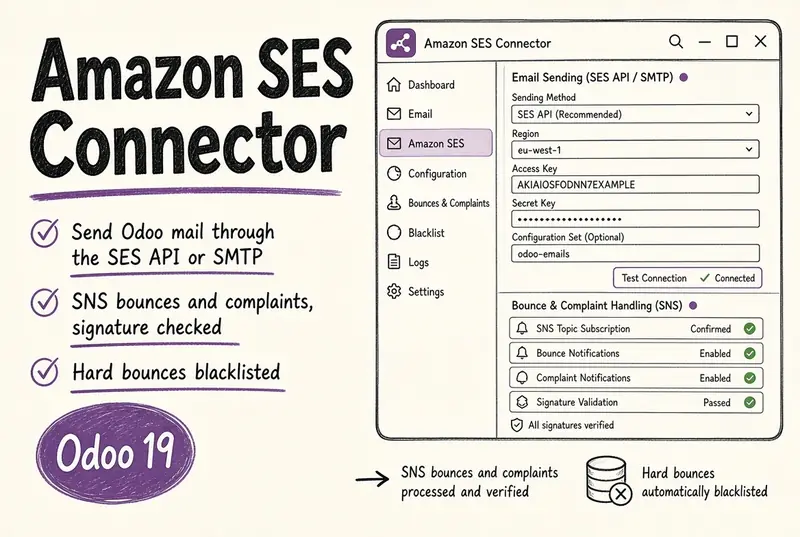 Amazon SES
Connector
Send Odoo mail through
the SES API or SMTP
SNS bounces and complaints,
signature checked
Hard bounces blacklisted
Odoo 19
Amazon SES Connector
Dashboard
Email
Amazon SES
Configuration
Bounces & Complaints
Blacklist
Logs
Settings
Email Sending (SES API / SMTP)
Sending Method
SES API (Recommended)
Region
eu-west-1
Access Key
AKIAIOSFODNN7EXAMPLE
Secret Key
••••••••••••••••••••
Configuration Set (Optional)
odoo-emails
Test Connection ✓ Connected
Bounce & Complaint Handling (SNS)
SNS Topic Subscription Confirmed
Bounce Notifications Enabled
Complaint Notifications Enabled
Signature Validation Passed
All signatures verified
SNS bounces and complaints
processed and verified
Hard bounces
automatically blacklisted